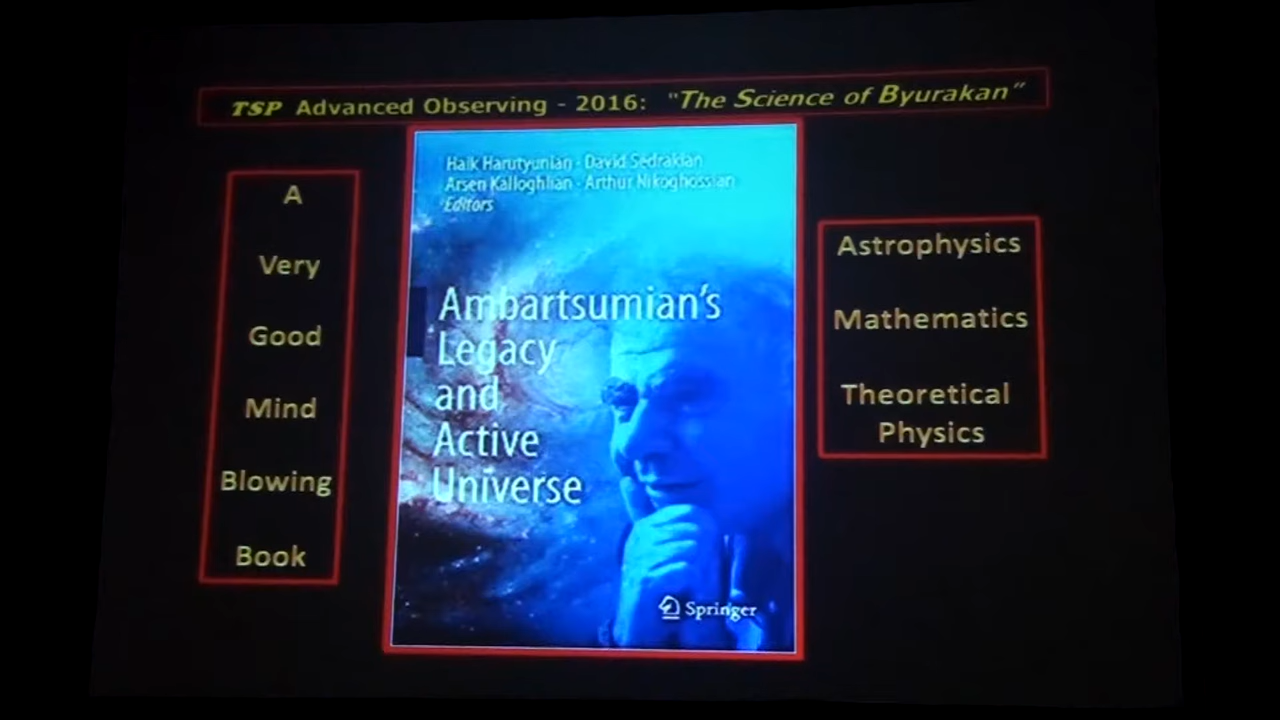 TSP Advanced Observing - 2016: "The Science of Byurakan"
A
Very
Good
Mind
Blowing
Book
Haik Harutyunian · David Sedrakian
Arsen Kalloghlian · Arthur Nikoghossian
Editors
Ambartsumian's
Legacy
and
Active
Universe
Springer
Astrophysics
Mathematics
Theoretical
Physics